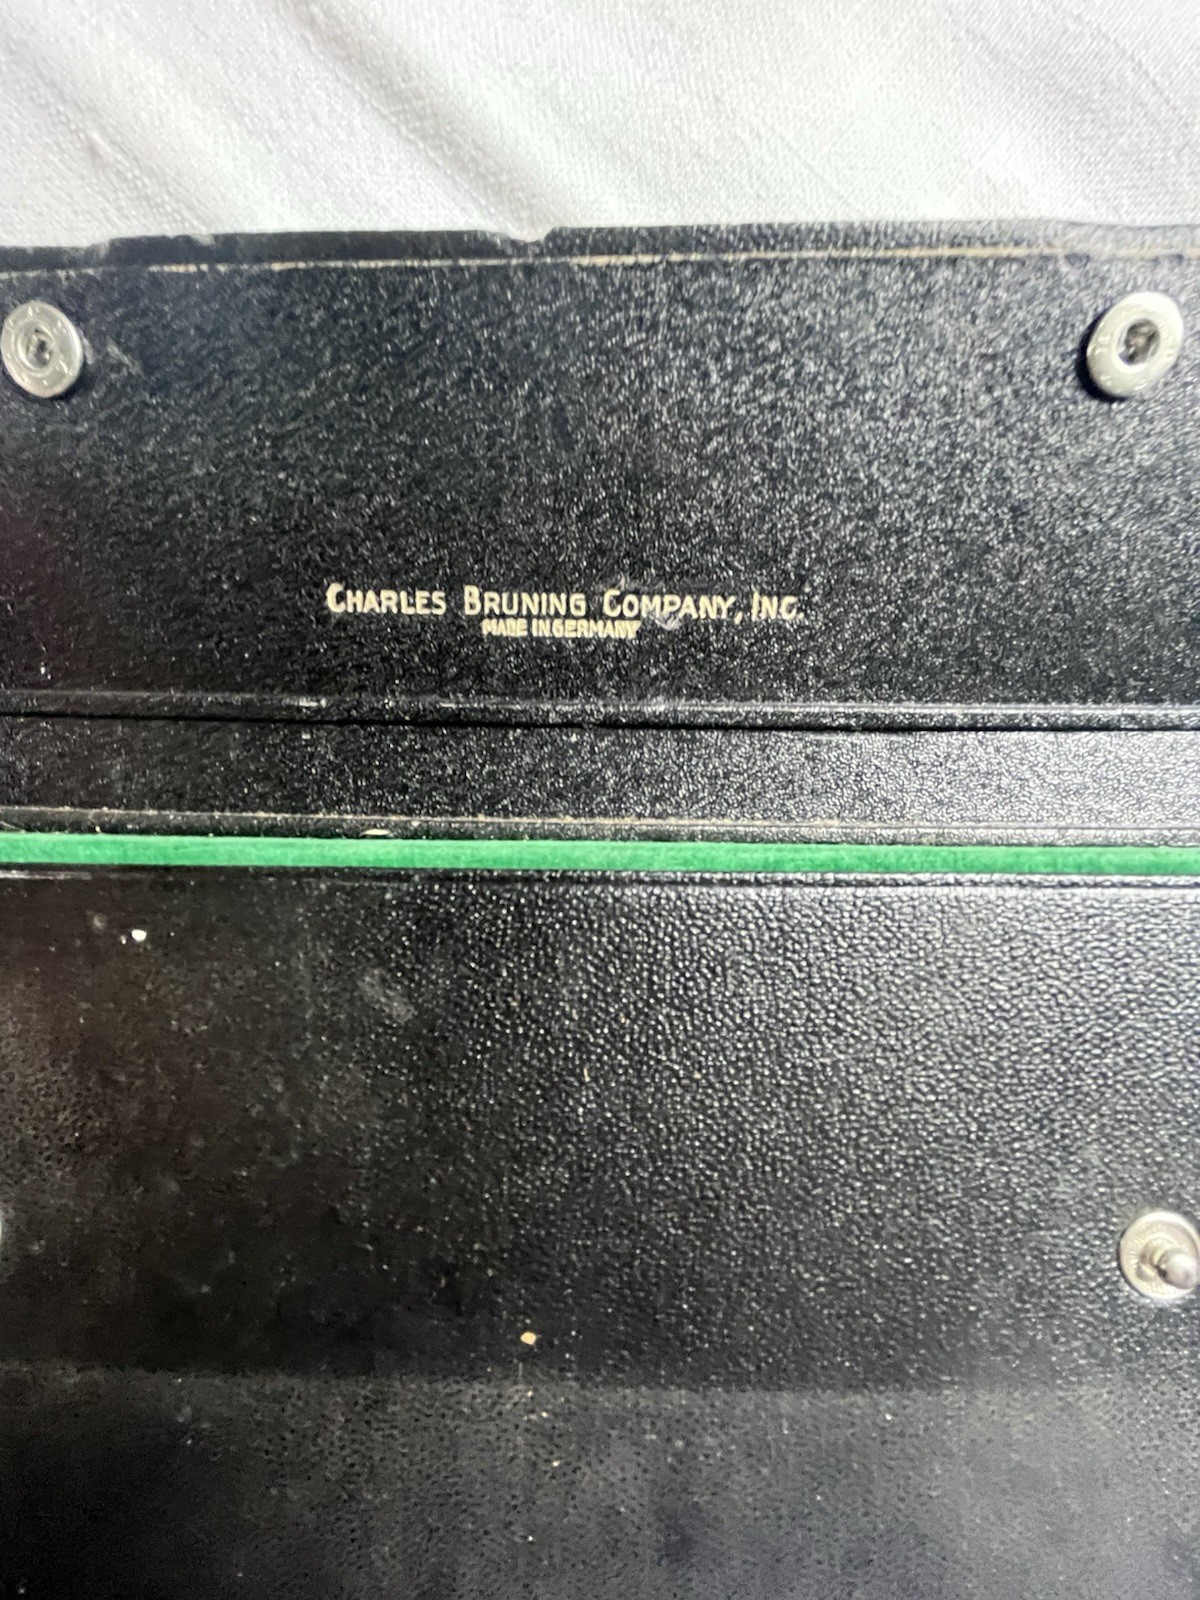 CHARLES BRUNING COMPANY, INC.
MADE IN GERMANY